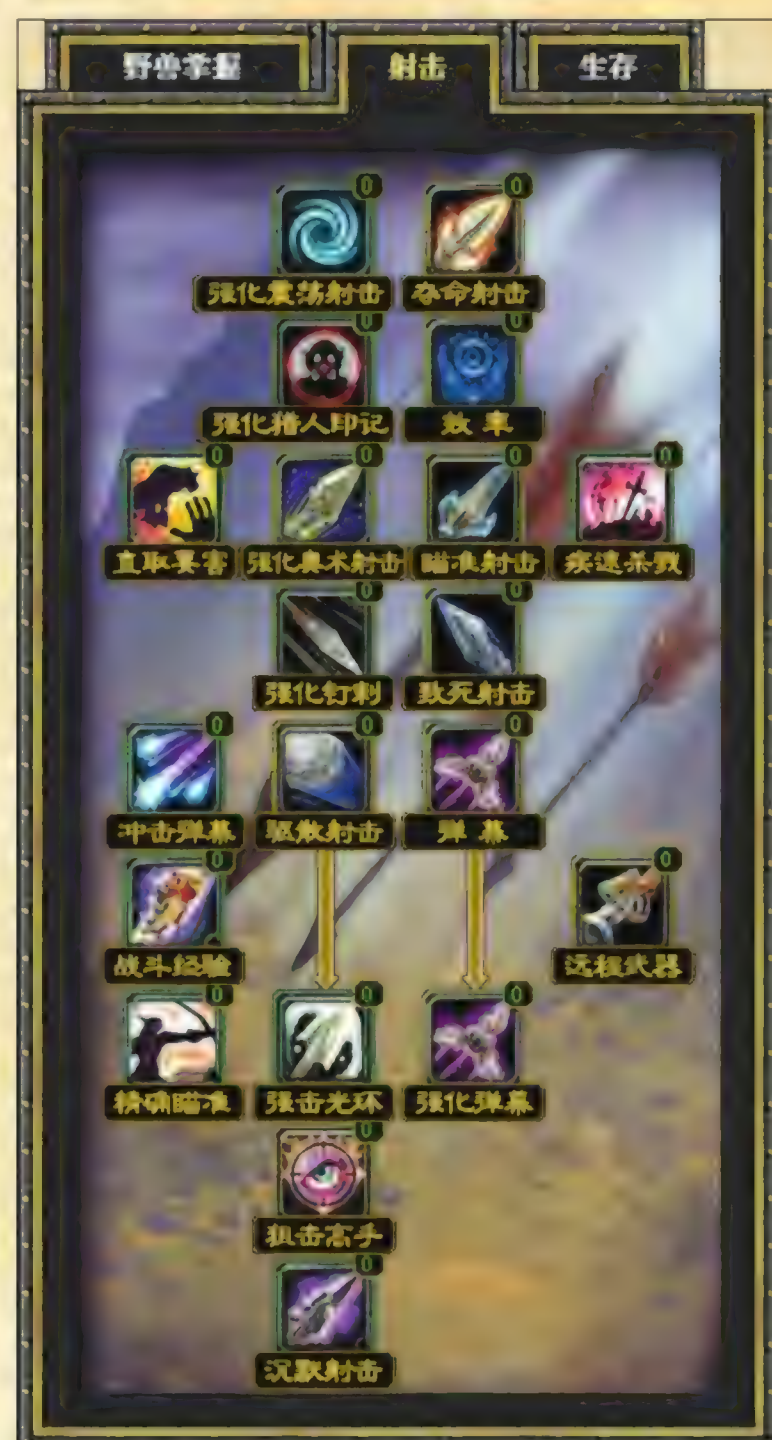 野兽掌握 射击 生存
0 0
强化震荡射击 夺命射击
0 0
强化猎人印记 效率
0 0 0 0
直取要害 强化奥术射击 瞄准射击 疾速杀戮
0 0
强化钉刺 致死射击
0 0 0
冲击弹幕 驱散射击 弹幕
0 0
战斗经验 远程武器
0 0 0
精确瞄准 强击光环 强化弹幕
0
狙击高手
0
沉默射击